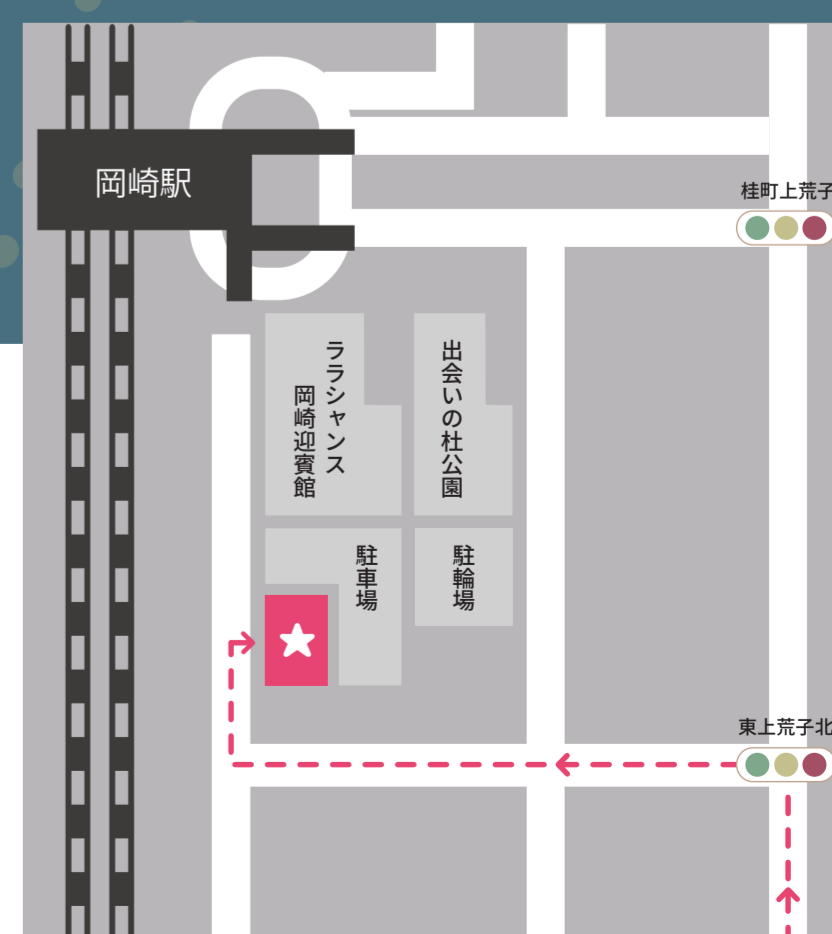 岡崎駅
桂町上荒子
ララシャンス
岡崎迎賓館
出会いの杜公園
駐車場
駐輪場
東上荒子北